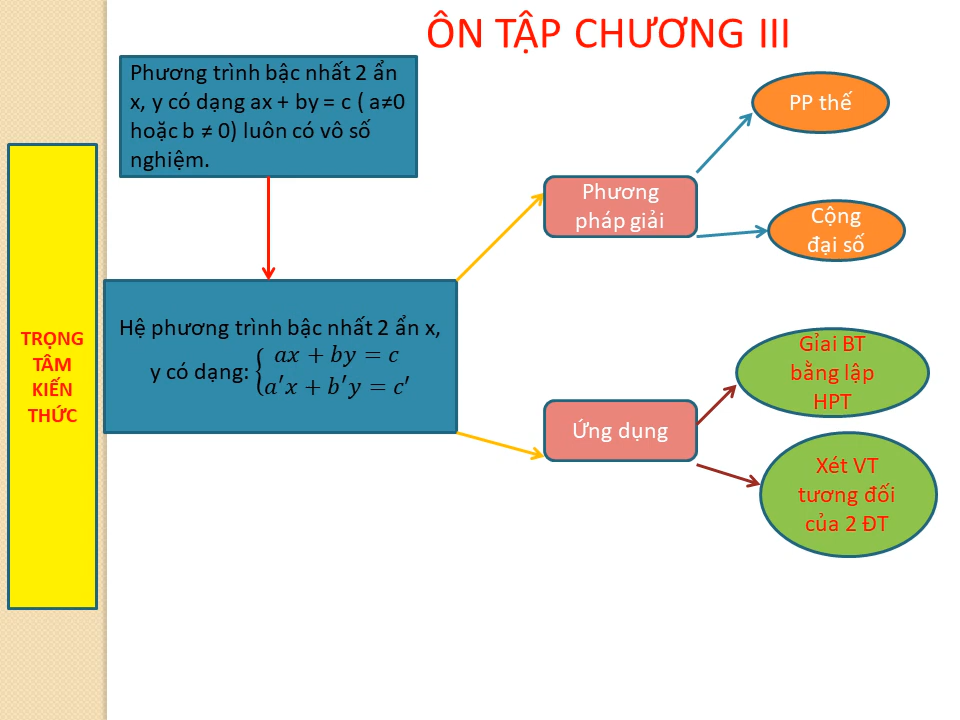 ÔN TẬP CHƯƠNG III
Phương trình bậc nhất 2 ẩn
x, y có dạng ax + by = c ( a≠0
hoặc b ≠ 0) luôn có vô số
nghiệm.
TRỌNG
TÂM
KIẾN
THỨC
Hệ phương trình bậc nhất 2 ẩn x,
y có dạng: { ax + by = c
a′x + b′y = c′
Phương
pháp giải
PP thế
Cộng
đại số
Ứng dụng
Gỉai BT
bằng lập
HPT
Xét VT
tương đối
của 2 ĐT